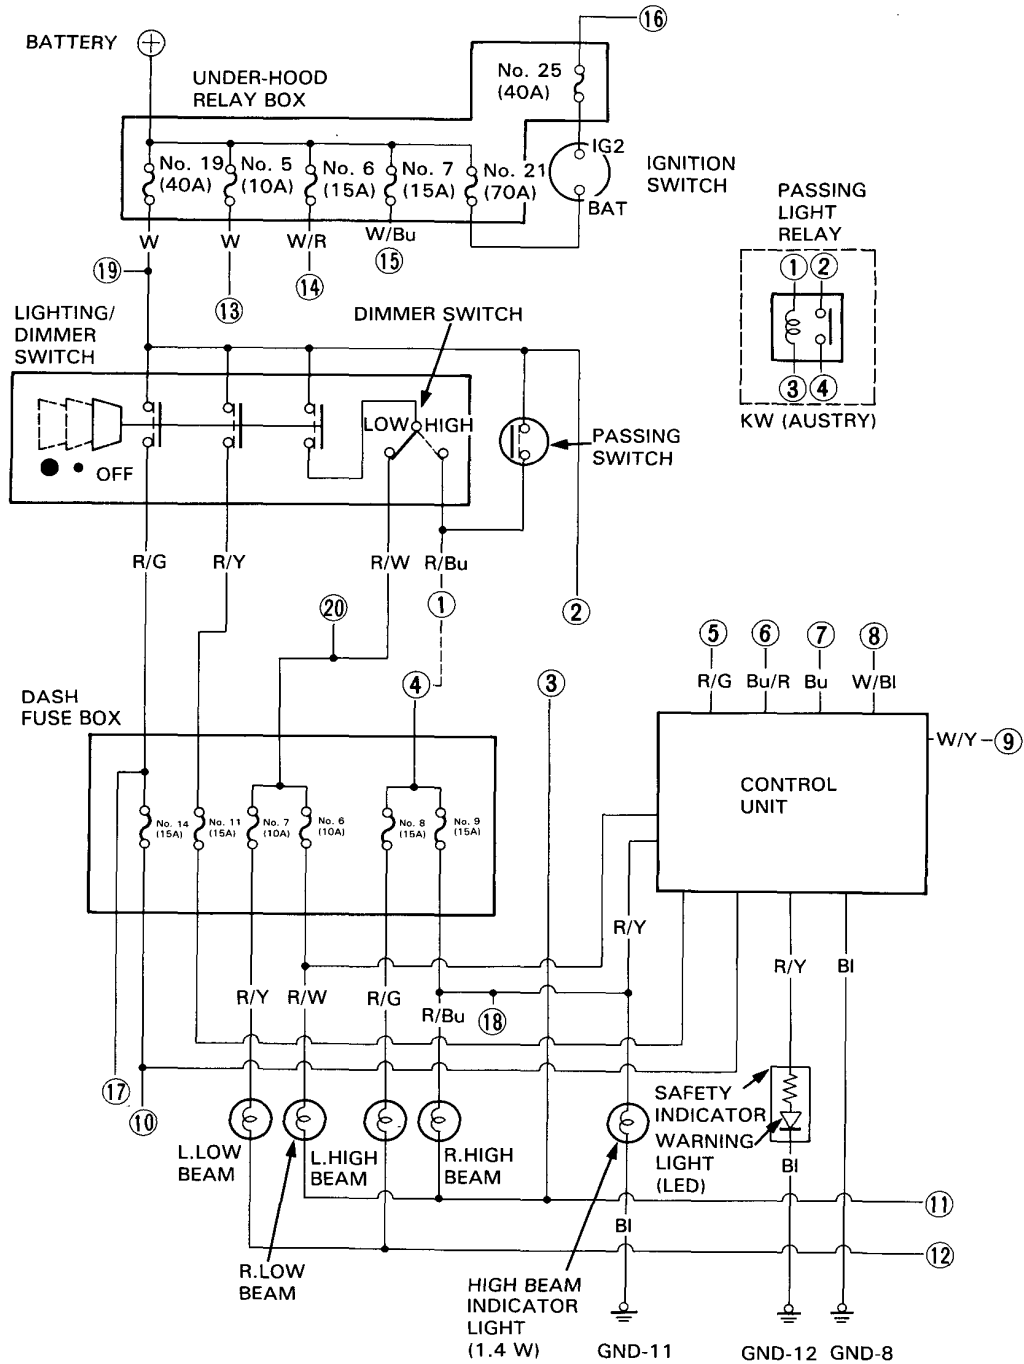 16
BATTERY
UNDER-HOOD
RELAY BOX
No. 25
(40A)
No. 19
(40A)
No. 5
(10A)
No. 6
(15A)
No. 7
(15A)
No. 21
(70A)
IG2
BAT
IGNITION
SWITCH
PASSING
LIGHT
RELAY
1
2
3
4
KW (AUSTRY)
W
W
W/R
W/Bu
19
13
14
15
LIGHTING/
DIMMER
SWITCH
DIMMER SWITCH
LOW
HIGH
OFF
PASSING
SWITCH
R/G
R/Y
R/W
R/Bu
20
1
2
4
3
5
6
7
8
R/G
Bu/R
Bu
W/Bl
W/Y
9
DASH
FUSE BOX
CONTROL
UNIT
No. 14
(15A)
No. 11
(15A)
No. 7
(10A)
No. 6
(10A)
No. 8
(15A)
No. 9
(15A)
R/Y
R/Y
Bl
R/Y
R/W
R/G
R/Bu
18
17
10
SAFETY
INDICATOR
WARNING
LIGHT
(LED)
L.LOW
BEAM
L.HIGH
BEAM
R.HIGH
BEAM
Bl
11
Bl
12
R.LOW
BEAM
HIGH BEAM
INDICATOR
LIGHT
(1.4 W)
GND-11
GND-12
GND-8